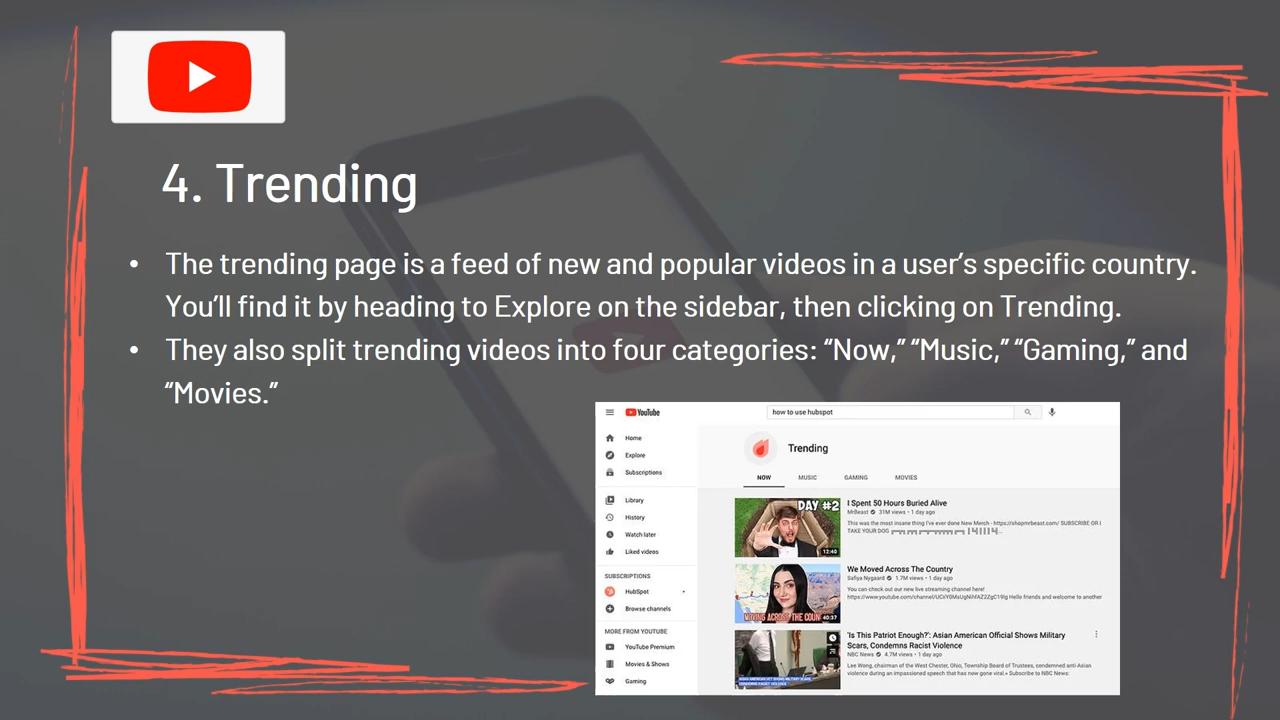 4. Trending
• The trending page is a feed of new and popular videos in a user’s specific country.
You’ll find it by heading to Explore on the sidebar, then clicking on Trending.
• They also split trending videos into four categories: “Now,” “Music,” “Gaming,” and
“Movies.”
YouTube
how to use hubspot
Home
Explore
Subscriptions
Library
History
Watch later
Liked videos
SUBSCRIPTIONS
HubSpot
Browse channels
MORE FROM YOUTUBE
YouTube Premium
Movies & Shows
Gaming
Trending
NOW MUSIC GAMING MOVIES
DAY #2
12:40
I Spent 50 Hours Buried Alive
MrBeast 31M views • 1 day ago
This was the most insane thing I've ever done New Merch - https://shopmrbeast.com/ SUBSCRIBE OR I
TAKE YOUR DOG
MOVING ACROSS THE COUN
40:37
We Moved Across The Country
Safiya Nygaard 1.7M views • 1 day ago
You can check out our new live streaming channel here!
Hello friends and welcome to another
'Is This Patriot Enough?': Asian American Official Shows Military
Scars, Condemns Racist Violence
NBC News 4.7M views • 1 day ago
Lee Wong, chairman of the West Chester, Ohio, Township Board of Trustees, condemned anti-Asian
violence during an impassioned speech that has now gone viral.» Subscribe to NBC News: